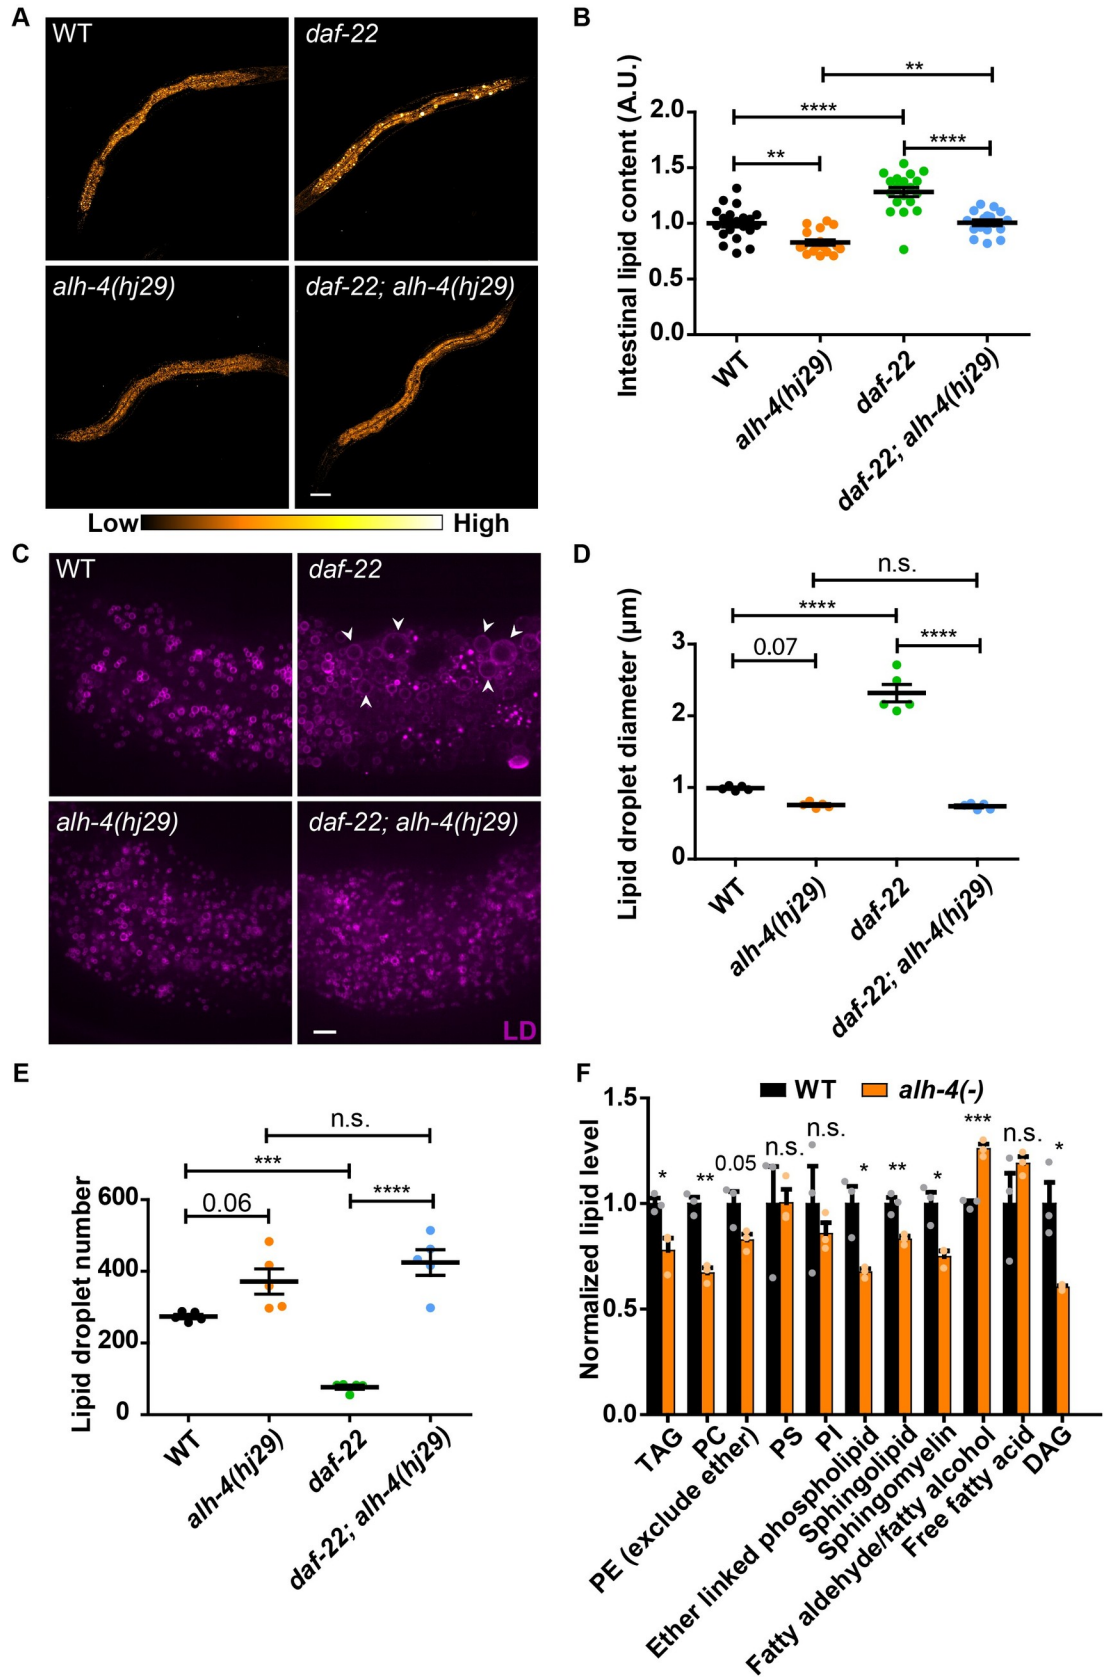 A
WT
daf-22
alh-4(hj29)
daf-22; alh-4(hj29)
Low
High
B
Intestinal lipid content (A.U.)
2.0
1.5
1.0
0.5
0.0
**
****
**
****
WT
alh-4(hj29)
daf-22
daf-22; alh-4(hj29)
C
WT
daf-22
alh-4(hj29)
daf-22; alh-4(hj29)
LD
D
Lipid droplet diameter (µm)
3
2
1
0
n.s.
****
0.07
****
WT
alh-4(hj29)
daf-22
daf-22; alh-4(hj29)
E
Lipid droplet number
600
400
200
0
n.s.
***
0.06
****
WT
alh-4(hj29)
daf-22
daf-22; alh-4(hj29)
F
Normalized lipid level
1.5
1.0
0.5
0.0
WT
alh-4(-)
*
**
0.05
n.s.
n.s.
*
**
*
***
n.s.
*
TAG
PC
PE (exclude ether)
PS
PI
Ether linked phospholipid
Sphingolipid
Sphingomyelin
Fatty aldehyde/fatty alcohol
Free fatty acid
DAG